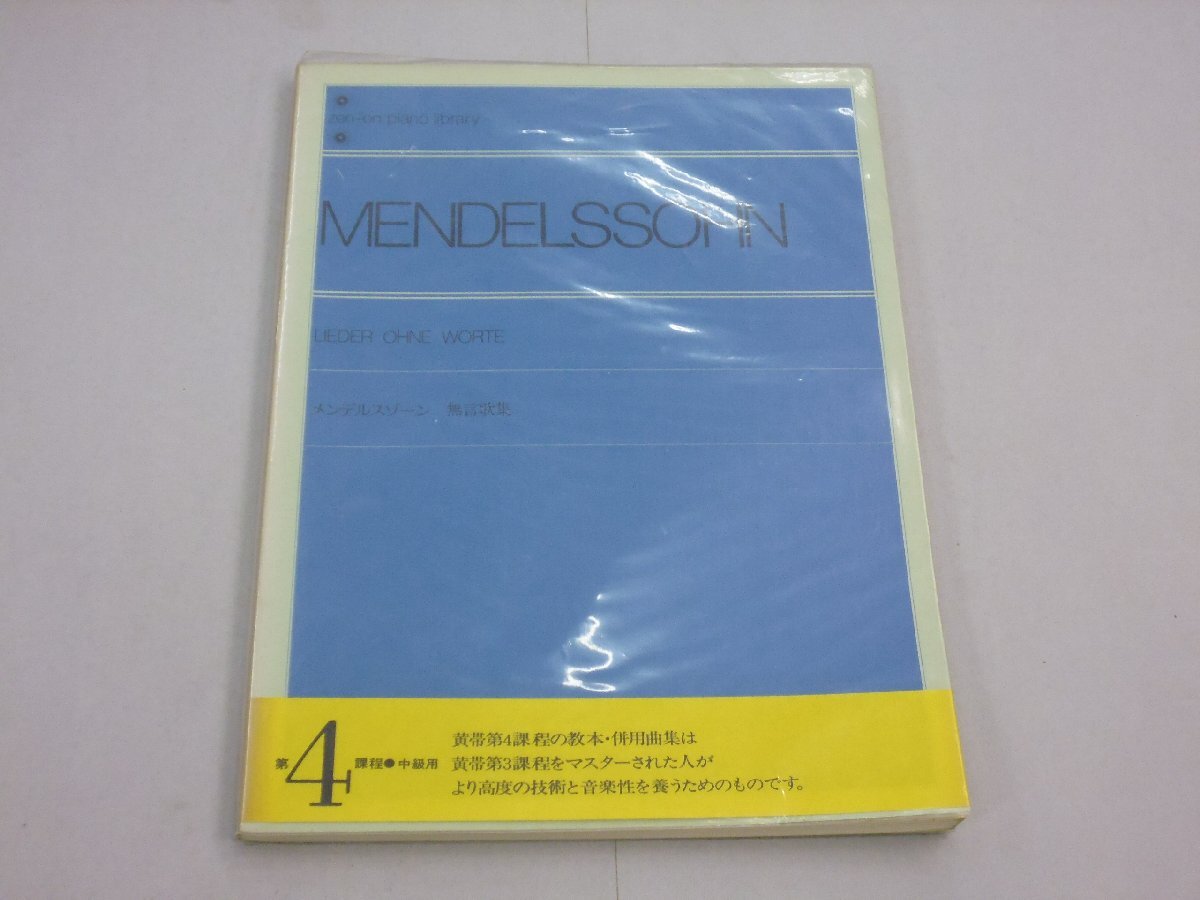 zen-on piano library
MENDELSSOHN
LIEDER OHNE WORTE
メンデルスゾーン 無言歌集
第4課程●中級用
黄帯第4課程の教本・併用曲集は
黄帯第3課程をマスターされた人が
より高度の技術と音楽性を養うためのものです。